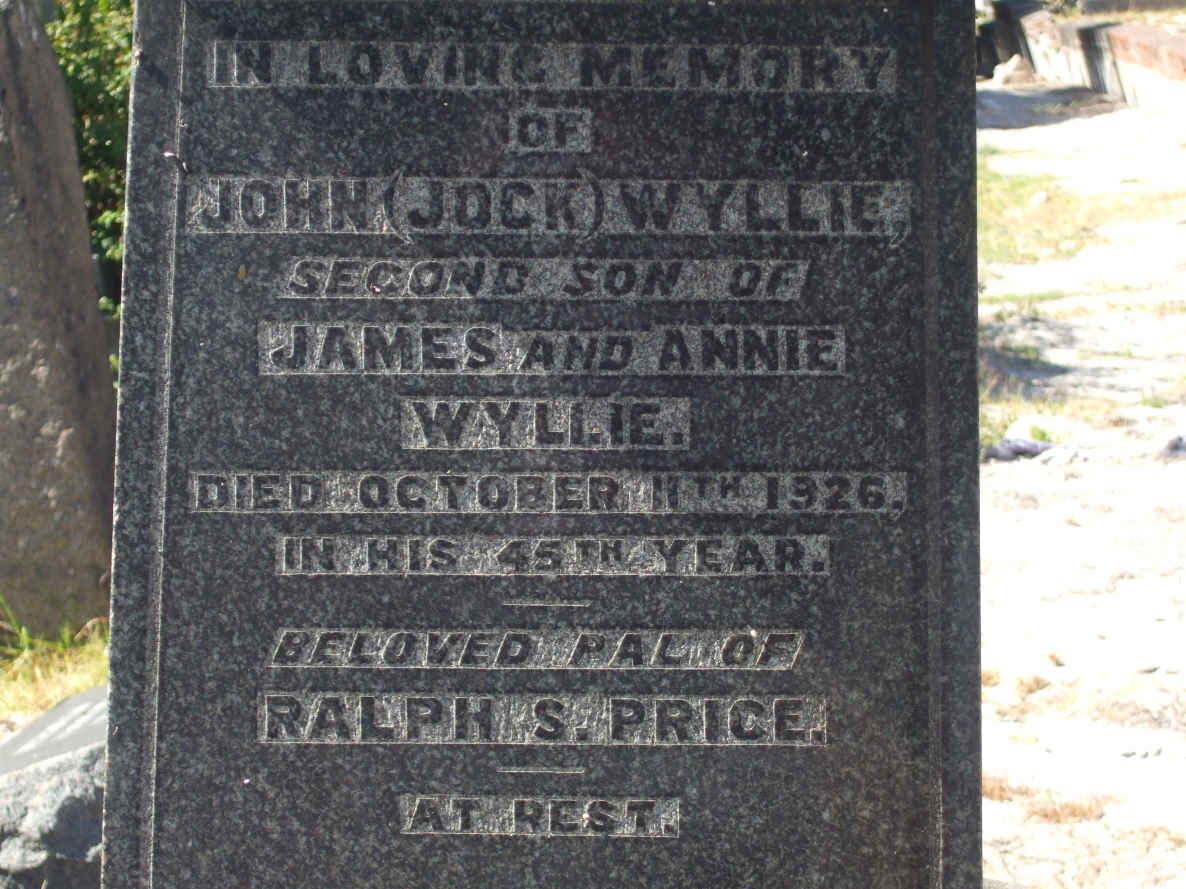 IN LOVING MEMORY
OF
JOHN (JOCK) WYLLIE,
SECOND SON OF
JAMES AND ANNIE
WYLLIE.
DIED OCTOBER 11TH 1926.
IN HIS 45TH YEAR.
BELOVED PAL OF
RALPH S. PRICE.
AT REST.